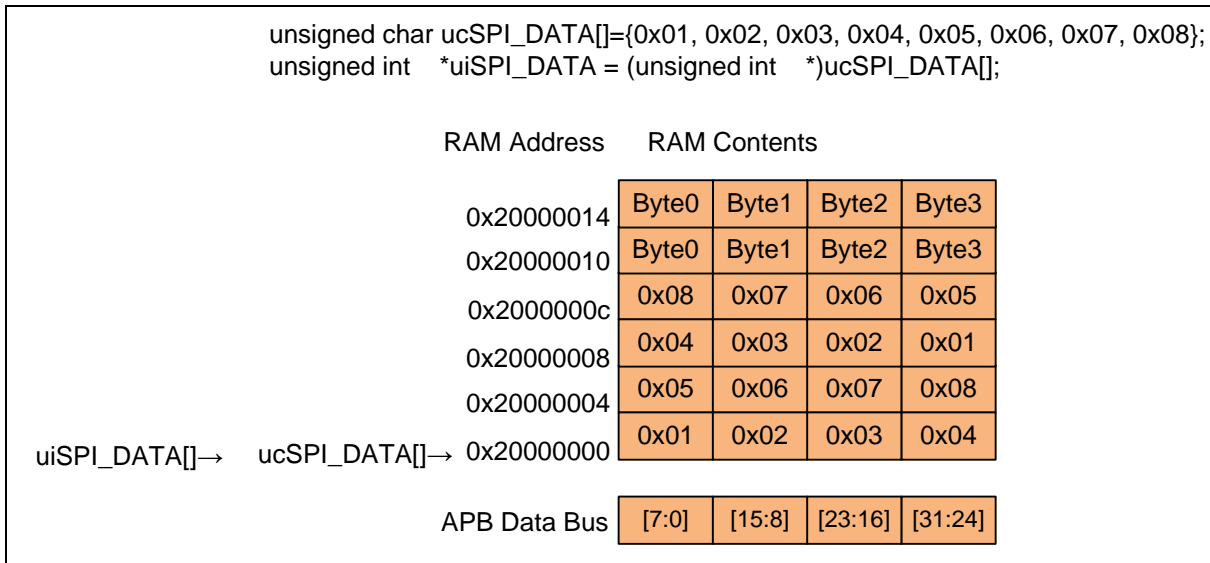 unsigned char ucSPI_DATA[]={0x01, 0x02, 0x03, 0x04, 0x05, 0x06, 0x07, 0x08};
unsigned int *uiSPI_DATA = (unsigned int *)ucSPI_DATA[];
RAM Address RAM Contents
0x20000014 Byte0 Byte1 Byte2 Byte3
0x20000010 Byte0 Byte1 Byte2 Byte3
0x2000000c 0x08 0x07 0x06 0x05
0x20000008 0x04 0x03 0x02 0x01
0x20000004 0x05 0x06 0x07 0x08
uiSPI_DATA[]→ ucSPI_DATA[]→ 0x20000000 0x01 0x02 0x03 0x04
APB Data Bus [7:0] [15:8] [23:16] [31:24]